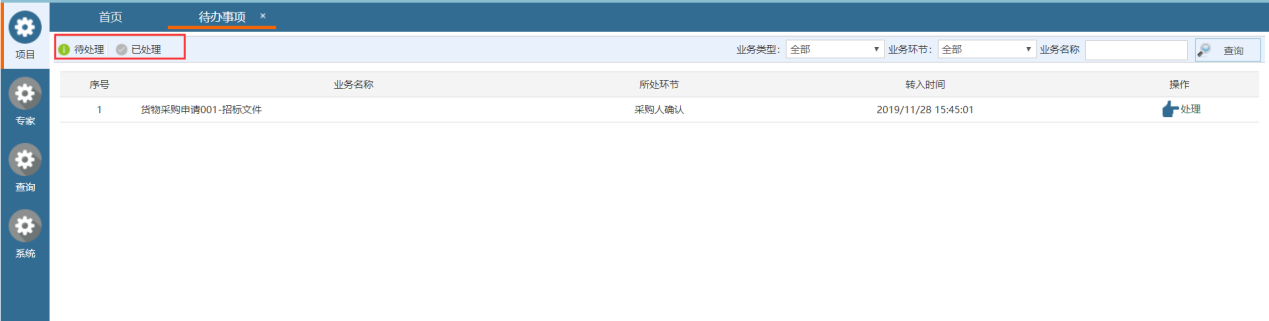 首页 待办事项 ×
项目
待处理 已处理 业务类型： 全部 业务环节： 全部 业务名称 查询
序号 业务名称 所处环节 转入时间 操作
1 货物采购申请001-招标文件 采购人确认 2019/11/28 15:45:01 处理
专家
查询
系统